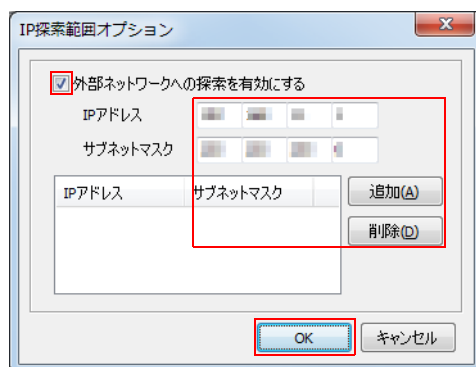 IP探索範囲オプション
外部ネットワークへの探索を有効にする
IPアドレス
サブネットマスク
IPアドレス サブネットマスク
追加(A)
削除(D)
OK キャンセル